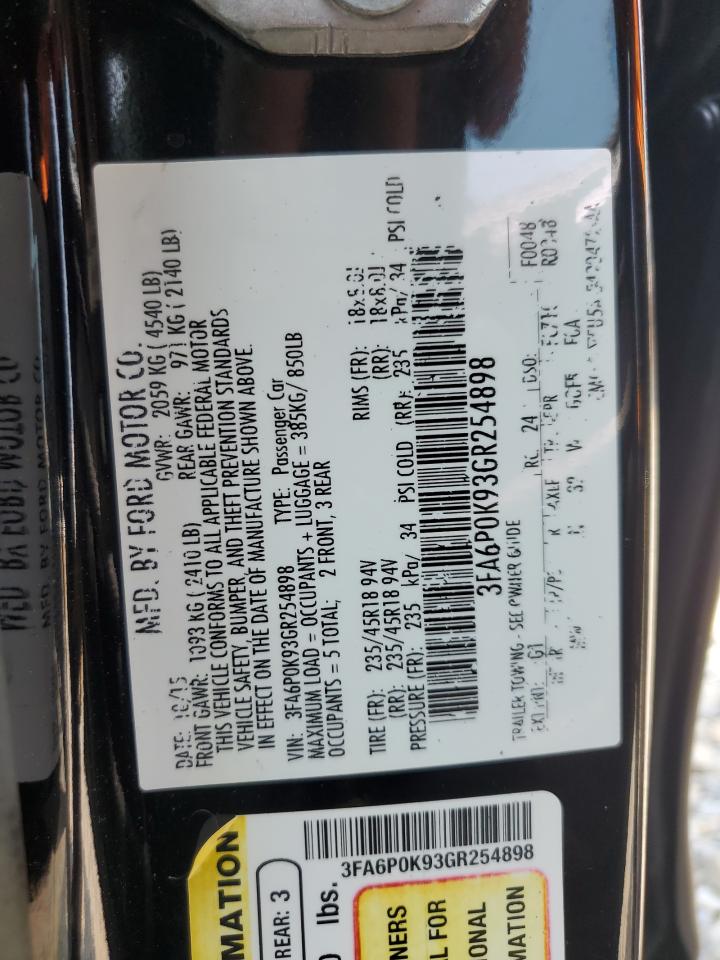 MFD. BY FORD MOTOR CO.
DATE: 10/15 GVWR: 2059 KG ( 4540 LB)
FRONT GAWR: 1093 KG ( 2410 LB) REAR GAWR: 971 KG ( 2140 LB)
THIS VEHICLE CONFORMS TO ALL APPLICABLE FEDERAL MOTOR
VEHICLE SAFETY, BUMPER, AND THEFT PREVENTION STANDARDS
IN EFFECT ON THE DATE OF MANUFACTURE SHOWN ABOVE.
VIN: 3FA6P0K93GR254898 TYPE: Passenger Car
MAXIMUM LOAD = OCCUPANTS + LUGGAGE = 385KG/ 850LB
OCCUPANTS = 5 TOTAL; 2 FRONT, 3 REAR
TIRE (FR): 235/45R18 94V RIMS (FR):
(RR): 235/45R18 94V (RR):
PRESSURE (FR): 235 kPa/ 34 PSI COLD (RR): 235 kPa/ 34 PSI COLD
3FA6P0K93GR254898
TRAILER TOWING - SEE OWNER GUIDE F0048
G1 RC: 24 DSO:
MATION
REAR: 3
lbs.
3FA6P0K93GR254898
NERS
L FOR
IONAL
MATION